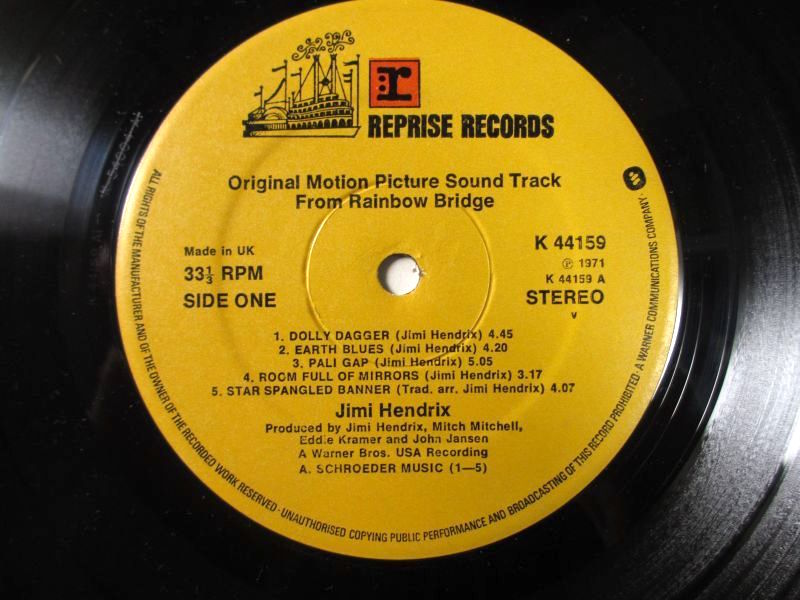 r
REPRISE RECORDS
Original Motion Picture Sound Track
From Rainbow Bridge
Made in UK
33⅓ RPM
SIDE ONE
K 44159
Ⓟ 1971
K 44159 A
STEREO
v
1. DOLLY DAGGER (Jimi Hendrix) 4.45
2. EARTH BLUES (Jimi Hendrix) 4.20
3. PALI GAP (Jimi Hendrix) 5.05
4. ROOM FULL OF MIRRORS (Jimi Hendrix) 3.17
5. STAR SPANGLED BANNER (Trad. arr. Jimi Hendrix) 4.07
Jimi Hendrix
Produced by Jimi Hendrix, Mitch Mitchell,
Eddie Kramer and John Jansen
A Warner Bros. USA Recording
A. SCHROEDER MUSIC (1—5)
ALL RIGHTS OF THE MANUFACTURER AND OF THE OWNER OF THE RECORDED WORK RESERVED · UNAUTHORISED COPYING PUBLIC PERFORMANCE AND BROADCASTING OF THIS RECORD PROHIBITED · A WARNER COMMUNICATIONS COMPANY ·